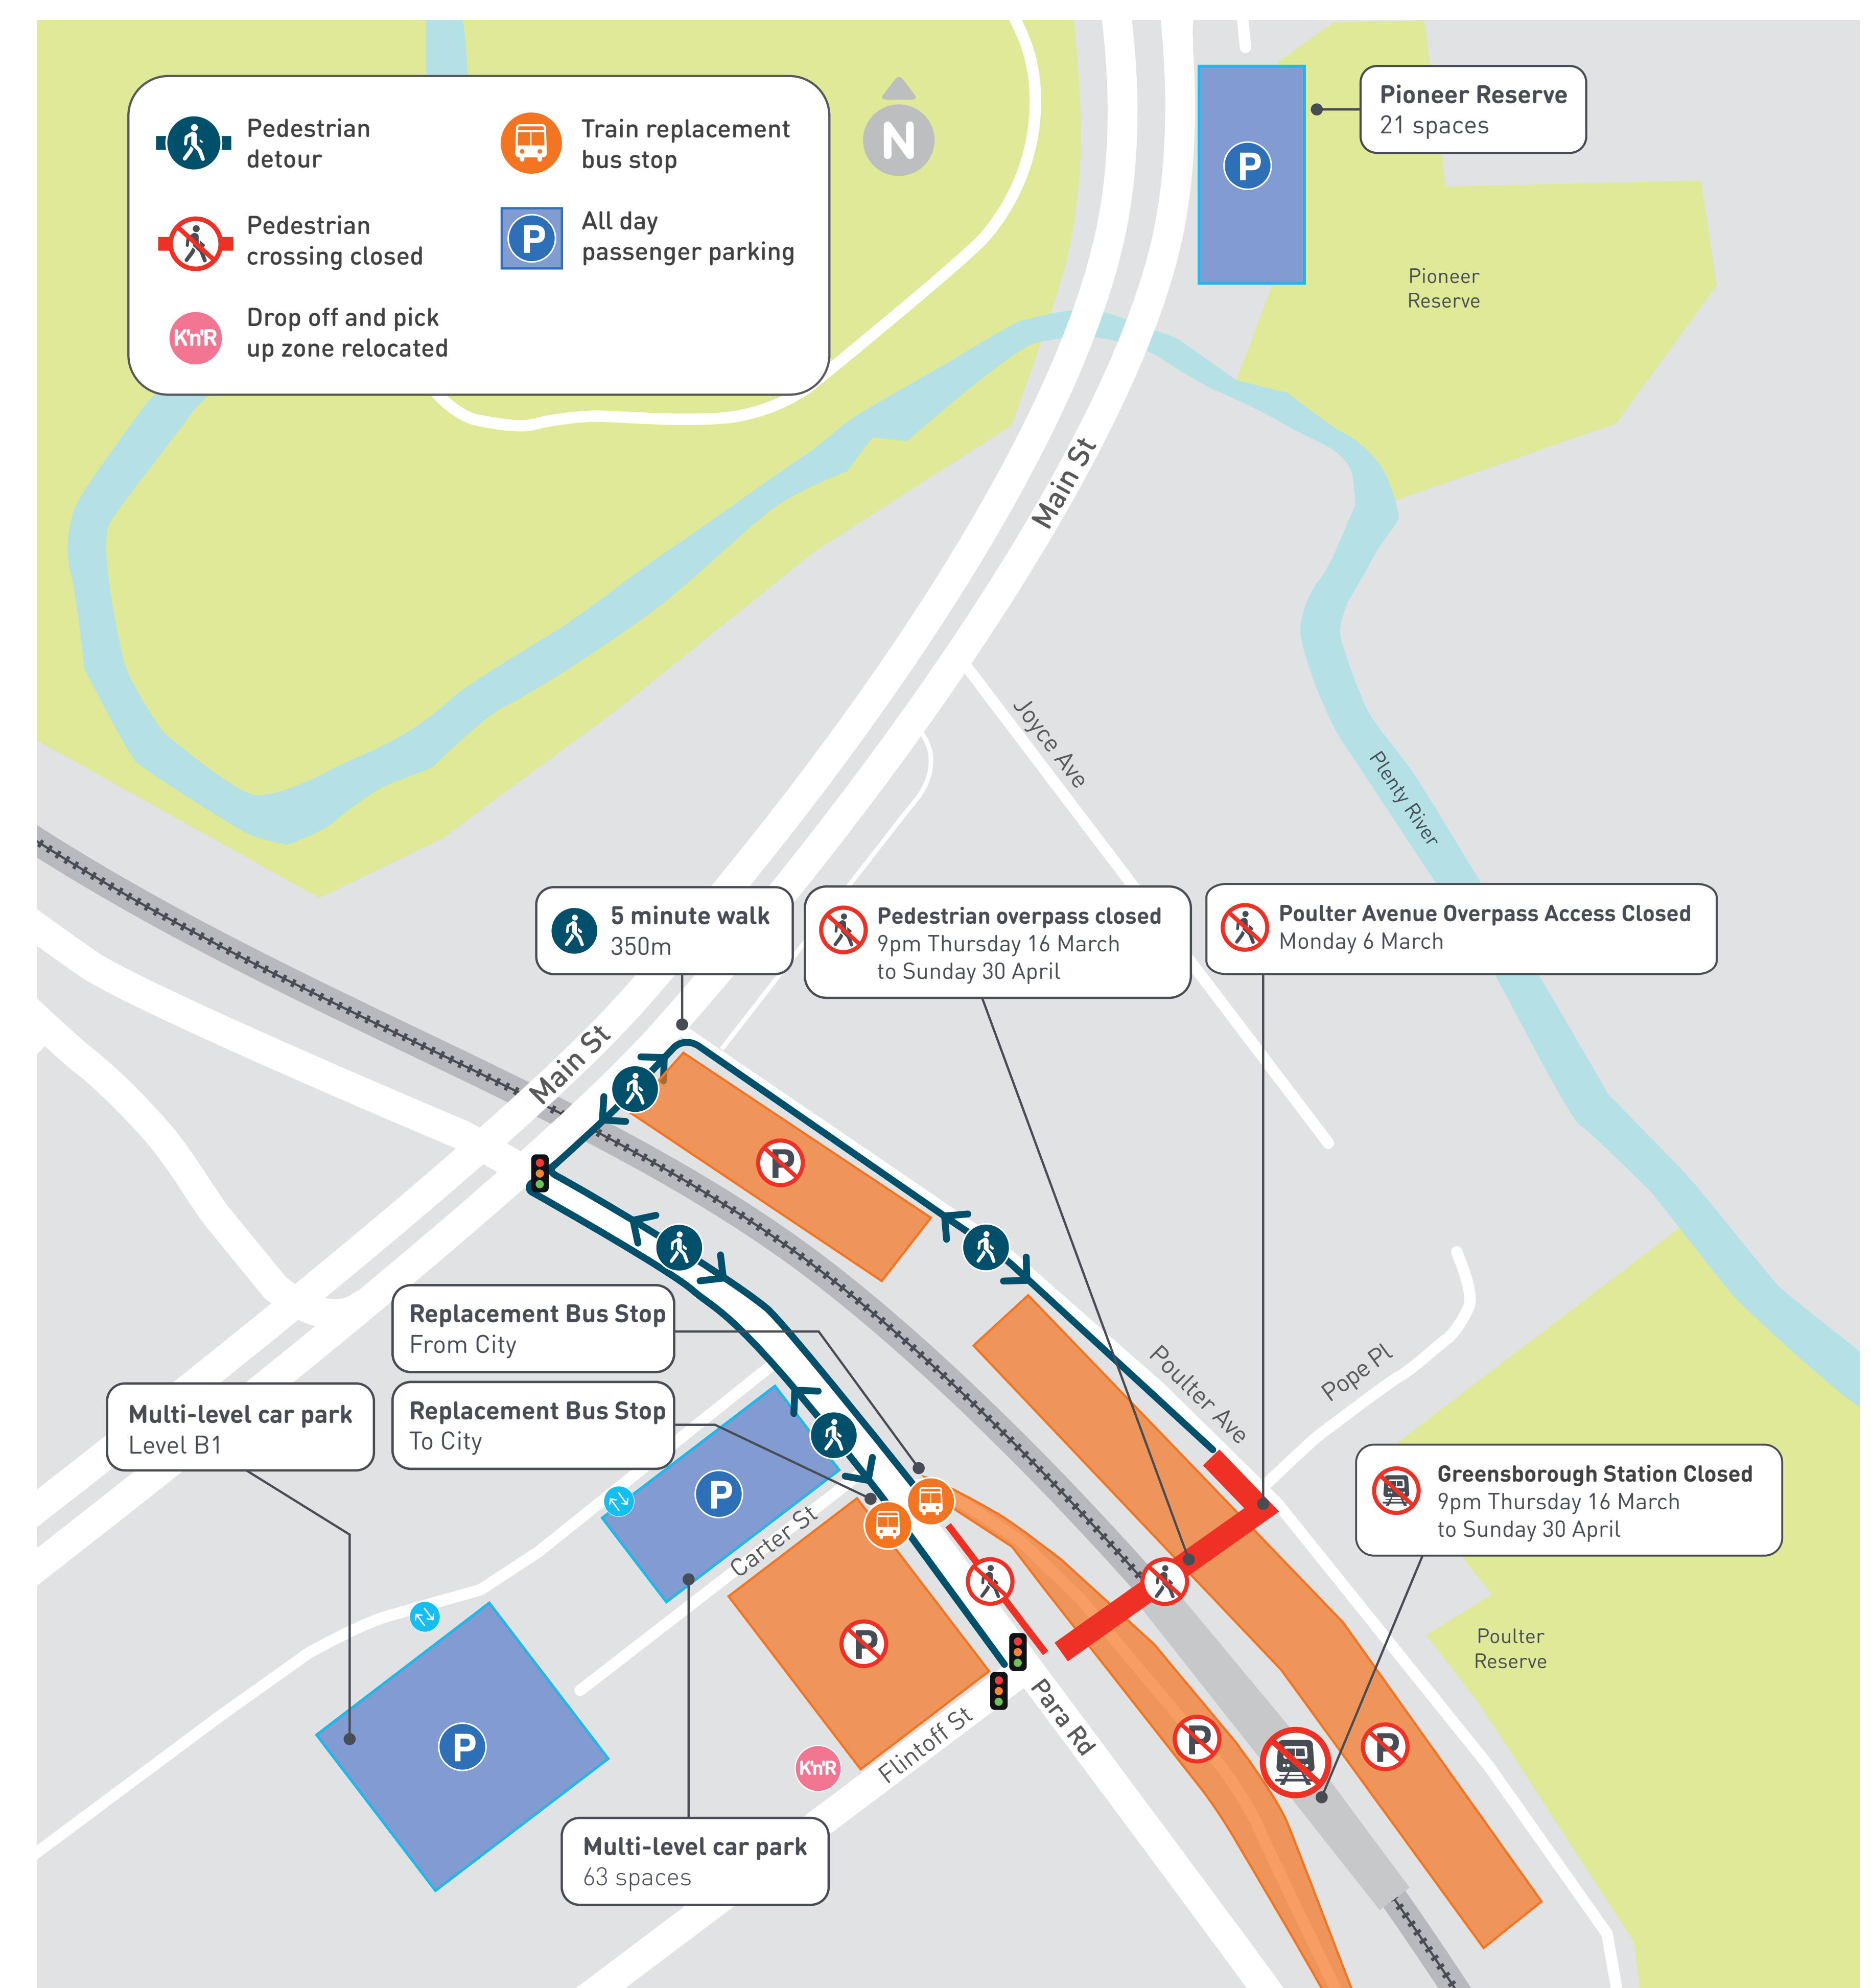 Pedestrian
detour
Train replacement
bus stop
Pedestrian
crossing closed
P
All day
passenger parking
K'n'R
Drop off and pick
up zone relocated
N
Pioneer Reserve
21 spaces
P
Pioneer
Reserve
Main St
Joyce Ave
Plenty River
5 minute walk
350m
Pedestrian overpass closed
9pm Thursday 16 March
to Sunday 30 April
Poulter Avenue Overpass Access Closed
Monday 6 March
Main St
P
Replacement Bus Stop
From City
Poulter Ave
Pope Pl
Multi-level car park
Level B1
Replacement Bus Stop
To City
P
Carter St
Greensborough Station Closed
9pm Thursday 16 March
to Sunday 30 April
P
Poulter
Reserve
P
K'n'R
Flintoff St
Para Rd
P
P
Multi-level car park
63 spaces